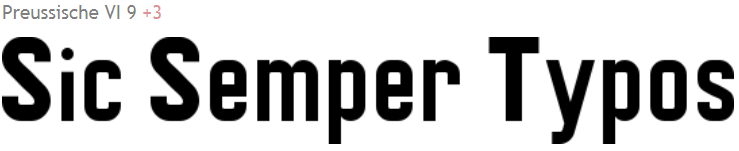 Preussische VI 9 +3
Sic Semper Typos